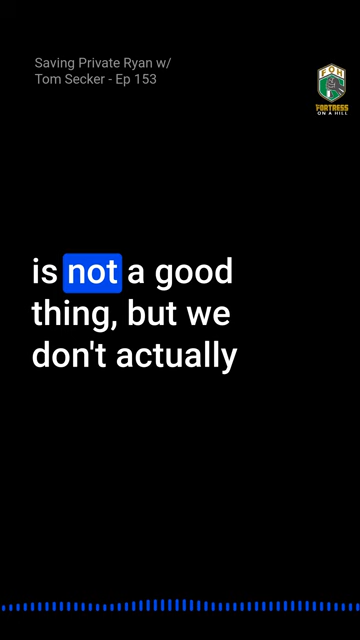 Saving Private Ryan w/
Tom Secker - Ep 153
FOH
FORTRESS
ON A HILL
is not a good
thing, but we
don't actually